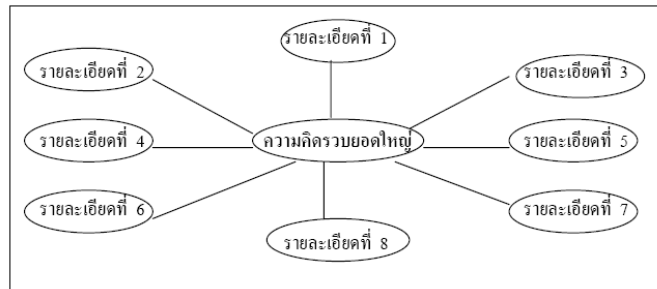 รายละเอียดที่ 1
รายละเอียดที่ 2
รายละเอียดที่ 3
รายละเอียดที่ 4
ความคิดรวบยอดใหญ่
รายละเอียดที่ 5
รายละเอียดที่ 6
รายละเอียดที่ 7
รายละเอียดที่ 8